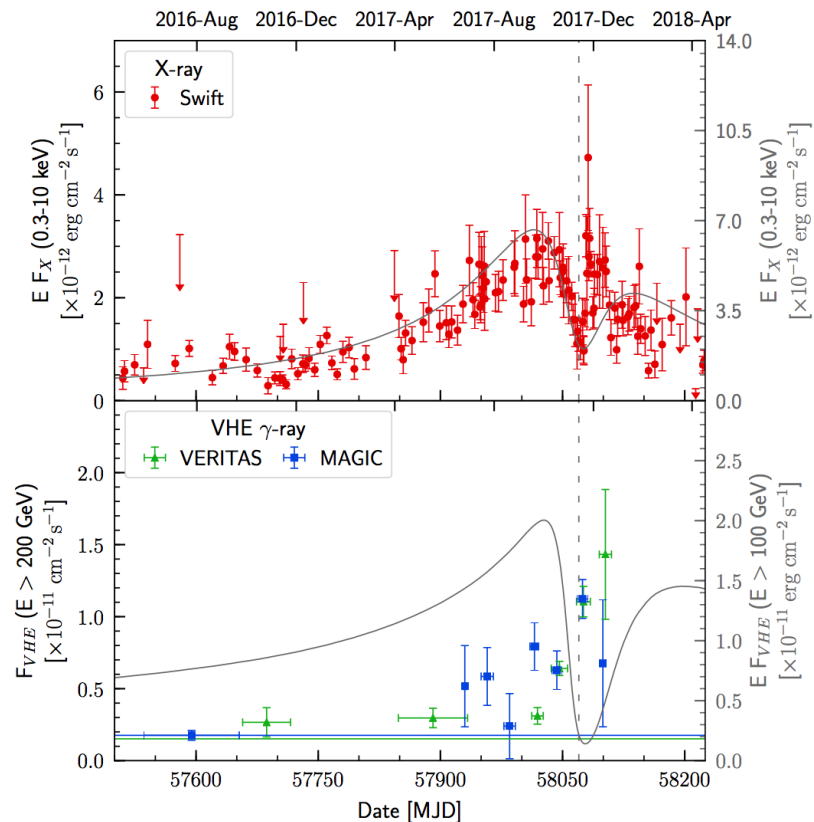 2016-Aug 2016-Dec 2017-Apr 2017-Aug 2017-Dec 2018-Apr
X-ray
Swift
E F_X (0.3-10 keV)
[×10⁻¹² erg cm⁻² s⁻¹]
6
4
2
0
14.0
10.5
7.0
3.5
0.0
E F_X (0.3-10 keV)
[×10⁻¹² erg cm⁻² s⁻¹]
VHE γ-ray
VERITAS MAGIC
F_VHE (E > 200 GeV)
[×10⁻¹¹ cm⁻² s⁻¹]
2.0
1.5
1.0
0.5
0.0
2.5
2.0
1.5
1.0
0.5
0.0
E F_VHE (E > 100 GeV)
[×10⁻¹¹ erg cm⁻² s⁻¹]
57600 57750 57900 58050 58200
Date [MJD]